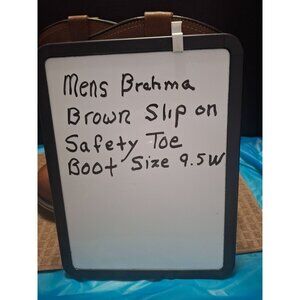 Mens Brahma
Brown Slip on
Safety Toe
Boot Size 9.5W